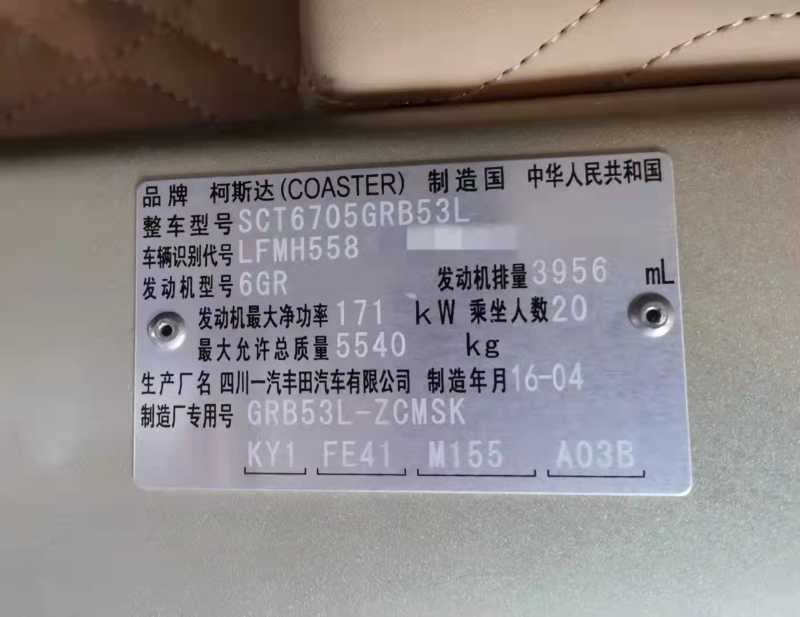 品牌 柯斯达(COASTER) 制造国 中华人民共和国
整车型号 SCT6705GRB53L
车辆识别代号 LFMH558
发动机型号 6GR 发动机排量 3956 mL
发动机最大净功率 171 kW 乘坐人数 20
最大允许总质量 5540 kg
生产厂名 四川一汽丰田汽车有限公司 制造年月 16-04
制造厂专用号 GRB53L-ZCMSK
KY1 FE41 M155 A03B